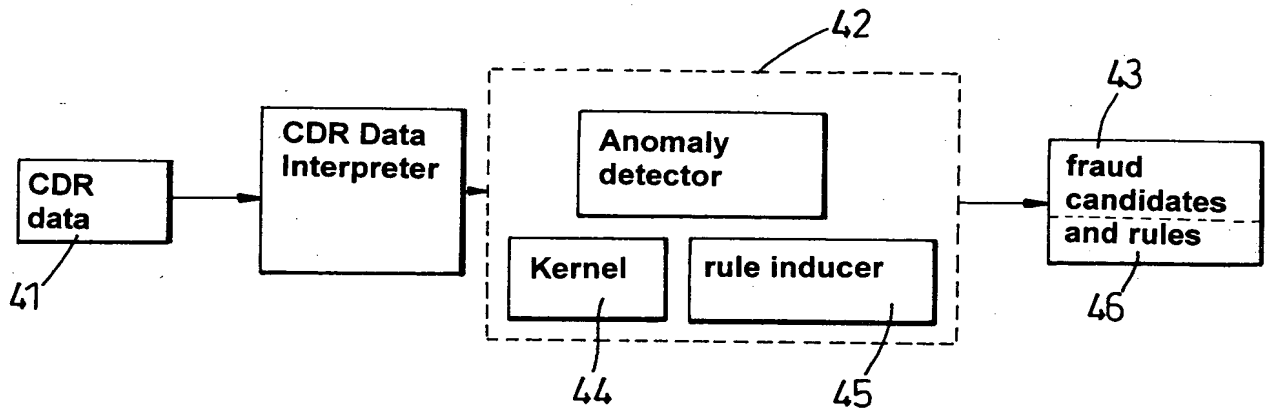 42
43
CDR Data
Interpreter
Anomaly
detector
CDR
data
fraud
candidates
and rules
Kernel
rule inducer
41
44
45
46